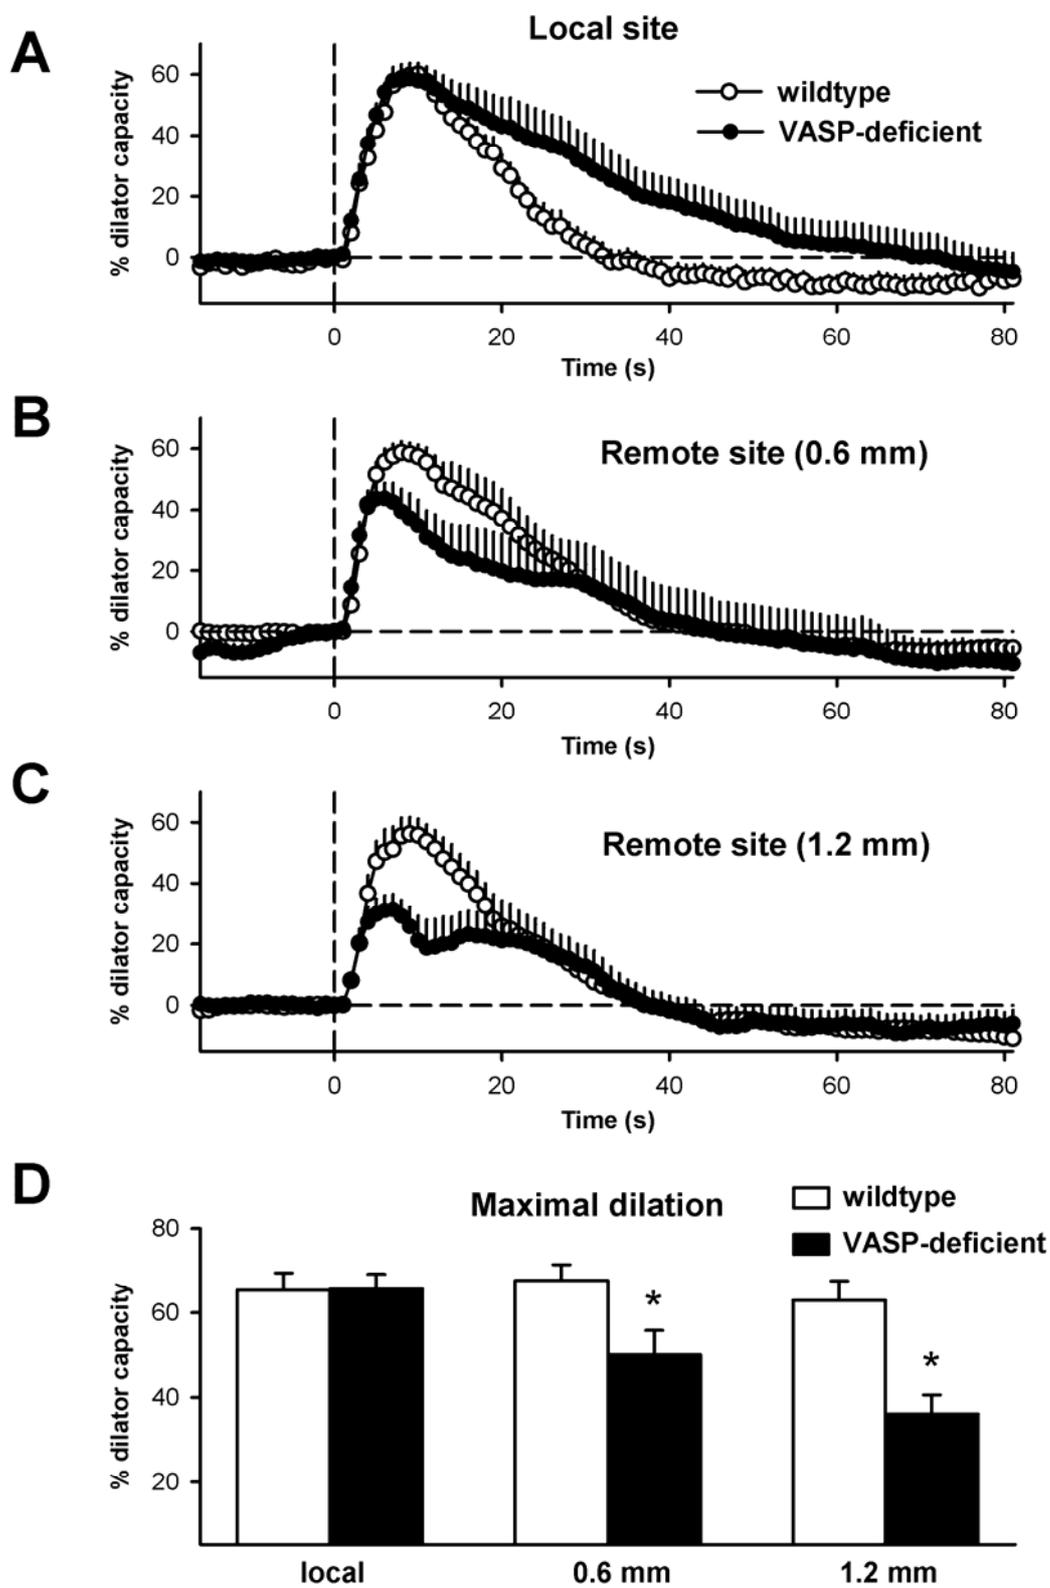 A
Local site
% dilator capacity
60
40
20
0
wildtype
VASP-deficient
0 20 40 60 80
Time (s)
B
Remote site (0.6 mm)
% dilator capacity
60
40
20
0
0 20 40 60 80
Time (s)
C
Remote site (1.2 mm)
% dilator capacity
60
40
20
0
0 20 40 60 80
Time (s)
D
Maximal dilation
wildtype
VASP-deficient
% dilator capacity
80
60
40
20
* *
local 0.6 mm 1.2 mm